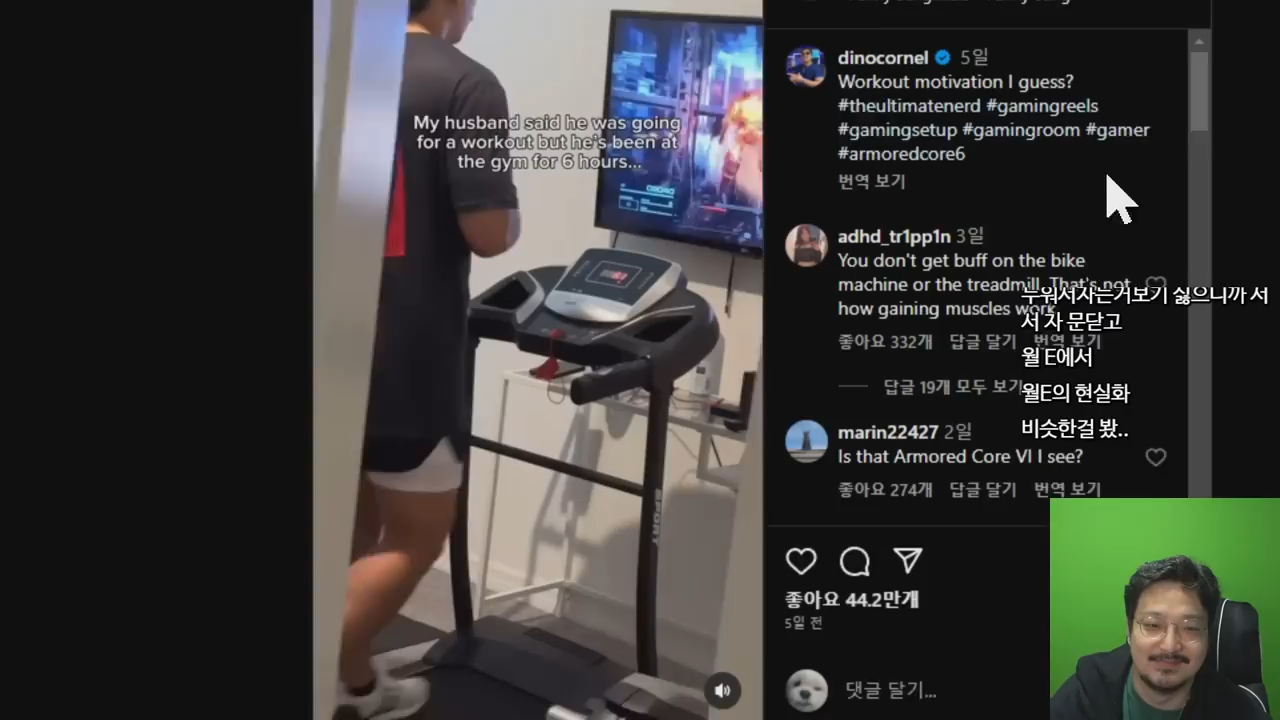 My husband said he was going
for a workout but he's been at
the gym for 6 hours...
SPORT
dinocornel 5일
Workout motivation I guess?
#theultimatenerd #gamingreels
#gamingsetup #gamingroom #gamer
#armoredcore6
번역 보기
adhd_tr1pp1n 3일
You don't get buff on the bike
machine or the treadmill. That's not
how gaining muscles work
좋아요 332개 답글 달기 번역 보기
답글 19개 모두 보기
marin22427 2일
Is that Armored Core VI I see?
좋아요 274개 답글 달기 번역 보기
누워서자는거보기 싫으니까 서
서 자 문닫고
월 E에서
월E의 현실화
비슷한걸 봤..
좋아요 44.2만개
5일 전
댓글 달기...